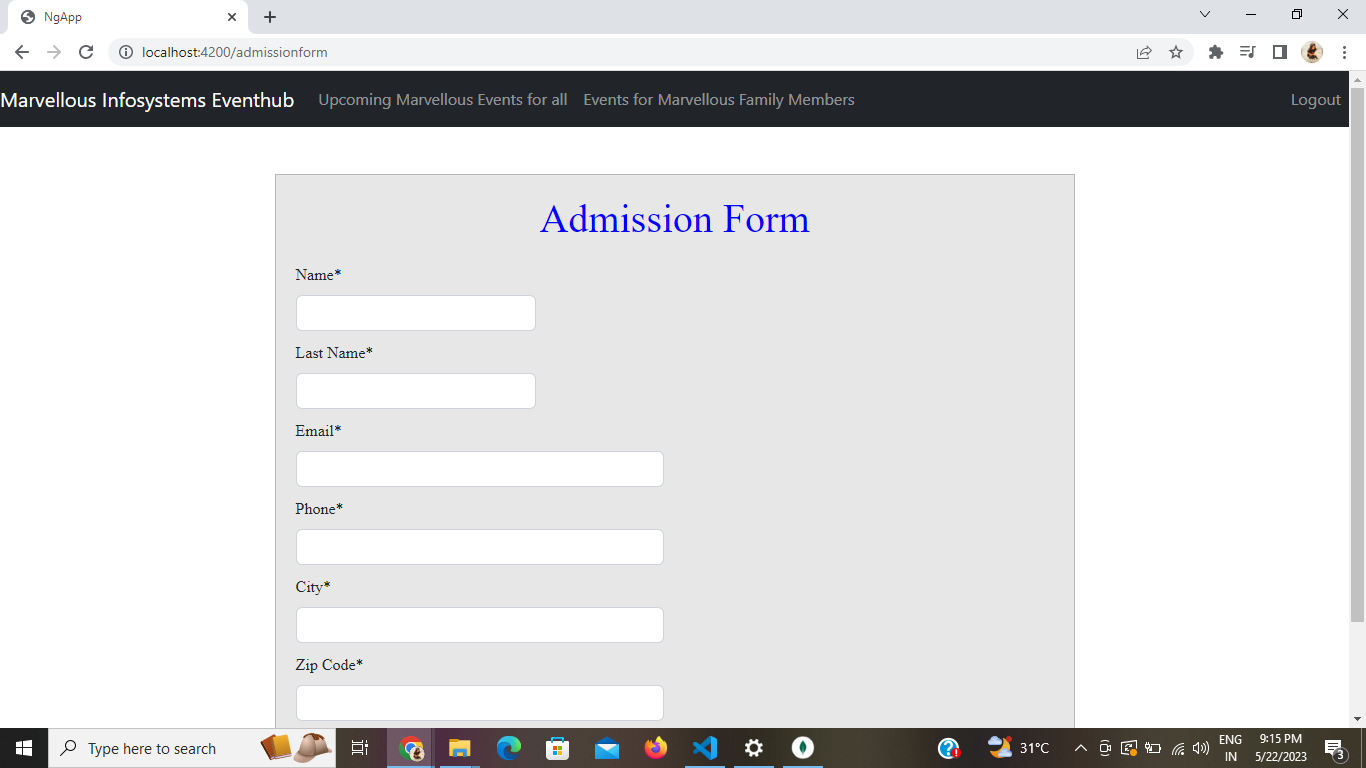 NgApp
localhost:4200/admissionform
Marvellous Infosystems Eventhub Upcoming Marvellous Events for all Events for Marvellous Family Members Logout
Admission Form
Name*
Last Name*
Email*
Phone*
City*
Zip Code*
Type here to search
31°C
ENG
IN
9:15 PM
5/22/2023
3